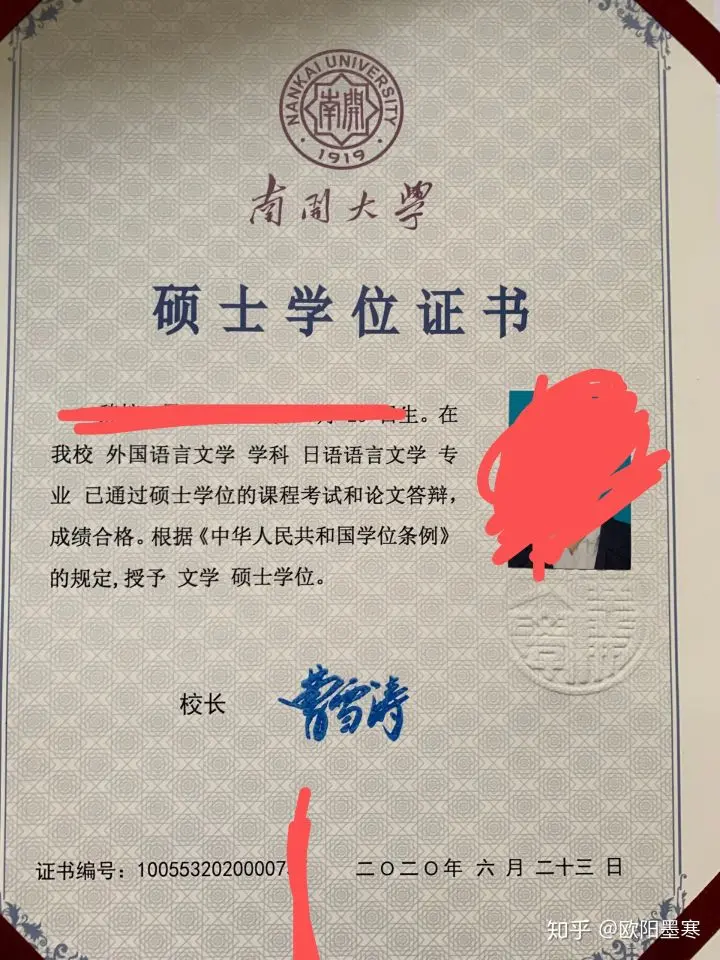 NANKAI UNIVERSITY
南開
1919
南開大學
硕士学位证书
日生。在
我校 外国语言文学 学科 日语语言文学 专
业 已通过硕士学位的课程考试和论文答辩,
成绩合格。根据《中华人民共和国学位条例》
的规定,授予 文学 硕士学位。
校长 曹雪涛
证书编号: 10055320200007 二〇二〇年 六 月 二十三 日
知乎 @欧阳墨寒